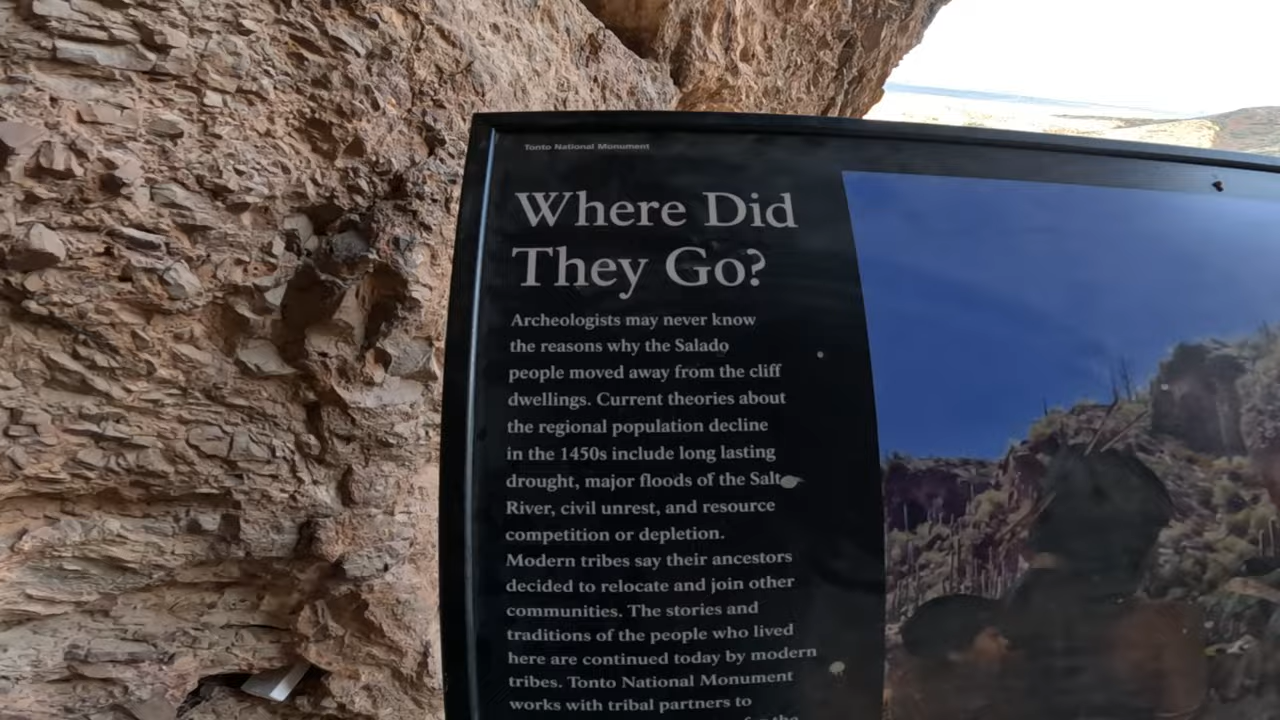 Tonto National Monument
Where Did
They Go?
Archeologists may never know
the reasons why the Salado
people moved away from the cliff
dwellings. Current theories about
the regional population decline
in the 1450s include long lasting
drought, major floods of the Salt
River, civil unrest, and resource
competition or depletion.
Modern tribes say their ancestors
decided to relocate and join other
communities. The stories and
traditions of the people who lived
here are continued today by modern
tribes. Tonto National Monument
works with tribal partners to
the